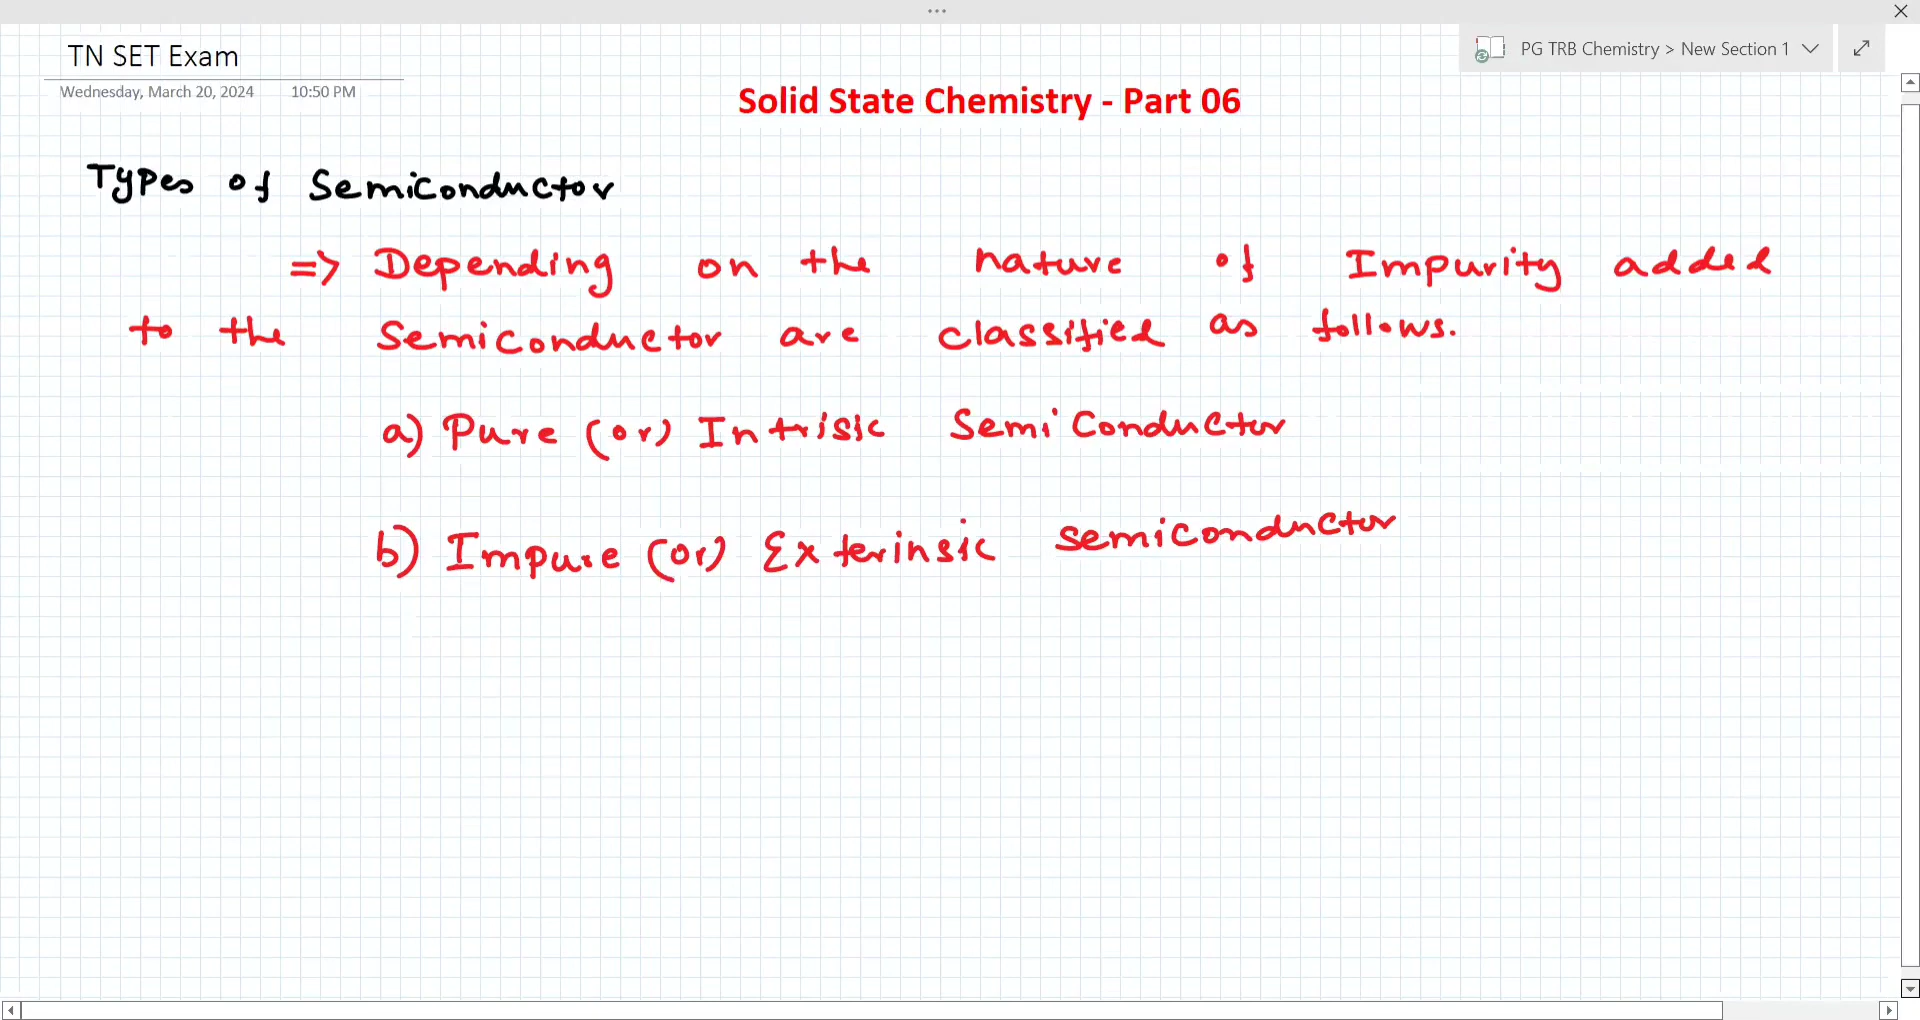 TN SET Exam
PG TRB Chemistry > New Section 1
Wednesday, March 20, 2024 10:50 PM
Solid State Chemistry - Part 06
Types of Semiconductor
=> Depending on the nature of Impurity added
to the Semiconductor are classified as follows.
a) Pure (or) Intrisic SemiConductor
b) Impure (or) Exterinsic semiconductor